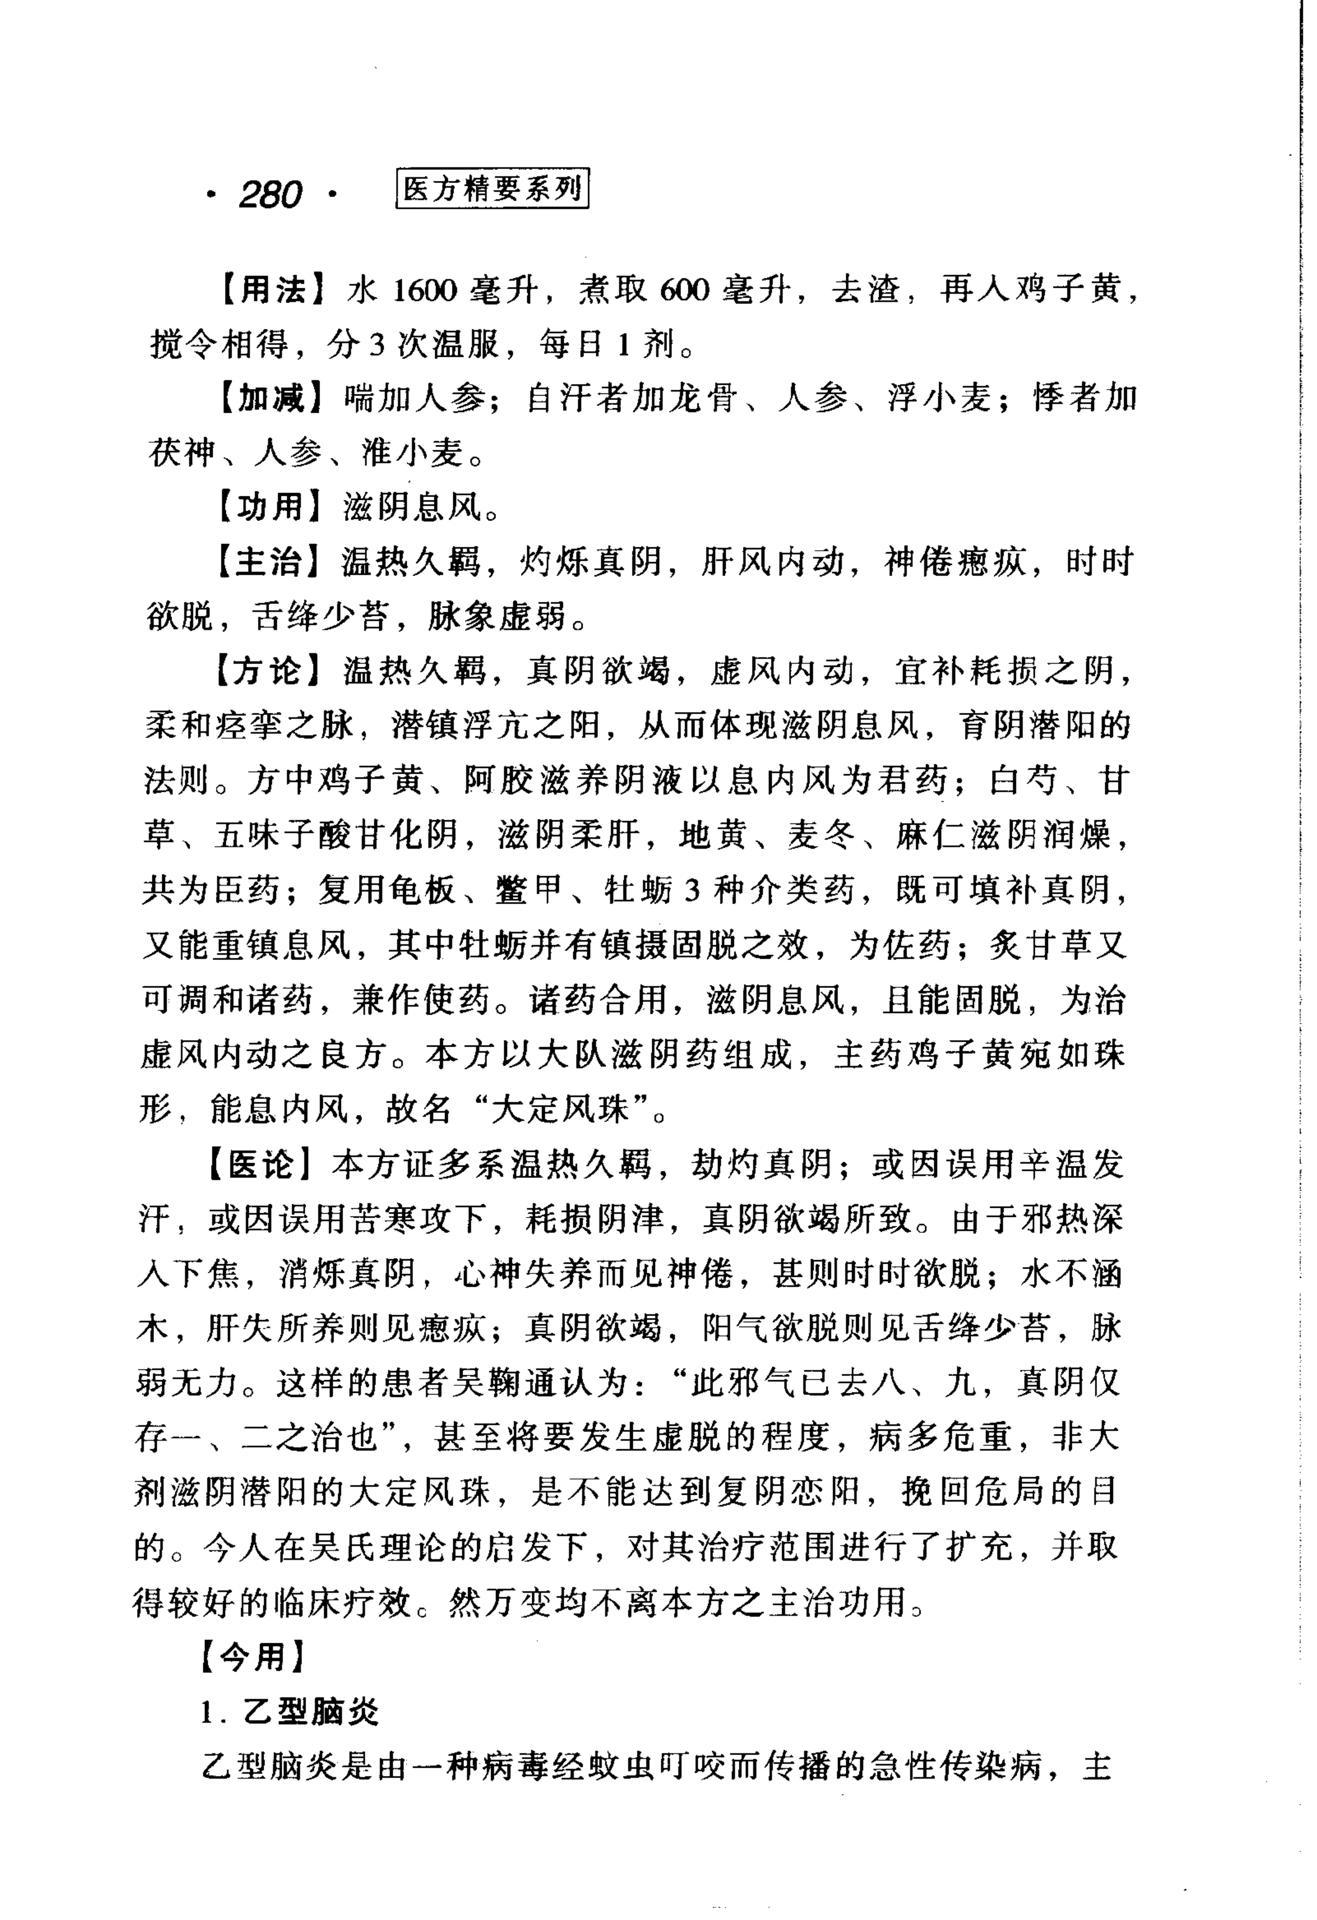 · 280 · 医方精要系列
【用法】水 1600 毫升，煮取 600 毫升，去渣，再入鸡子黄，
搅令相得，分 3 次温服，每日 1 剂。
【加减】喘加人参；自汗者加龙骨、人参、浮小麦；悸者加
茯神、人参、淮小麦。
【功用】滋阴息风。
【主治】温热久羁，灼烁真阴，肝风内动，神倦瘛疭，时时
欲脱，舌绛少苔，脉象虚弱。
【方论】温热久羁，真阴欲竭，虚风内动，宜补耗损之阴，
柔和痉挛之脉，潜镇浮亢之阳，从而体现滋阴息风，育阴潜阳的
法则。方中鸡子黄、阿胶滋养阴液以息内风为君药；白芍、甘
草、五味子酸甘化阴，滋阴柔肝，地黄、麦冬、麻仁滋阴润燥，
共为臣药；复用龟板、鳖甲、牡蛎 3 种介类药，既可填补真阴，
又能重镇息风，其中牡蛎并有镇摄固脱之效，为佐药；炙甘草又
可调和诸药，兼作使药。诸药合用，滋阴息风，且能固脱，为治
虚风内动之良方。本方以大队滋阴药组成，主药鸡子黄宛如珠
形，能息内风，故名“大定风珠”。
【医论】本方证多系温热久羁，劫灼真阴；或因误用辛温发
汗，或因误用苦寒攻下，耗损阴津，真阴欲竭所致。由于邪热深
入下焦，消烁真阴，心神失养而见神倦，甚则时时欲脱；水不涵
木，肝失所养则见瘛疭；真阴欲竭，阳气欲脱则见舌绛少苔，脉
弱无力。这样的患者吴鞠通认为：“此邪气已去八、九，真阴仅
存一、二之治也”，甚至将要发生虚脱的程度，病多危重，非大
剂滋阴潜阳的大定风珠，是不能达到复阴恋阳，挽回危局的目
的。今人在吴氏理论的启发下，对其治疗范围进行了扩充，并取
得较好的临床疗效。然万变均不离本方之主治功用。
【今用】
1. 乙型脑炎
乙型脑炎是由一种病毒经蚊虫叮咬而传播的急性传染病，主